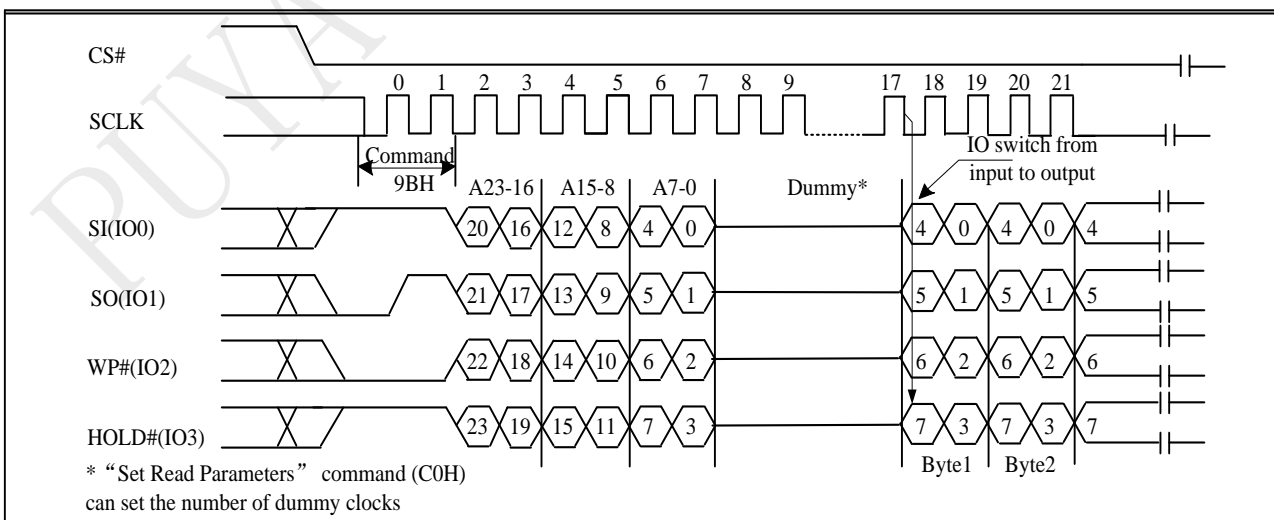 PUYA
CS#
0 1 2 3 4 5 6 7 8 9 17 18 19 20 21
SCLK
Command
9BH
IO switch from
input to output
A23-16 A15-8 A7-0 Dummy*
SI(IO0) 20 16 12 8 4 0 4 0 4 0 4
SO(IO1) 21 17 13 9 5 1 5 1 5 1 5
WP#(IO2) 22 18 14 10 6 2 6 2 6 2 6
HOLD#(IO3) 23 19 15 11 7 3 7 3 7 3 7
Byte1 Byte2
* “Set Read Parameters” command (C0H)
can set the number of dummy clocks